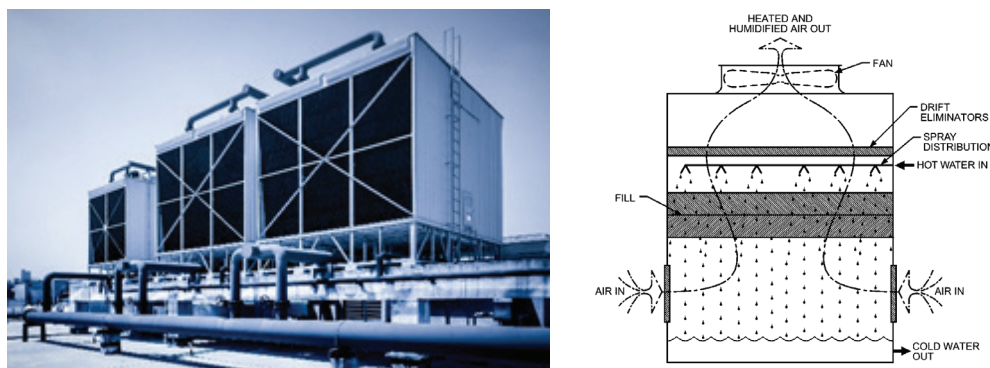 HEATED AND
HUMIDIFIED AIR OUT
FAN
DRIFT
ELIMINATORS
SPRAY
DISTRIBUTION
HOT WATER IN
FILL
AIR IN
AIR IN
COLD WATER
OUT